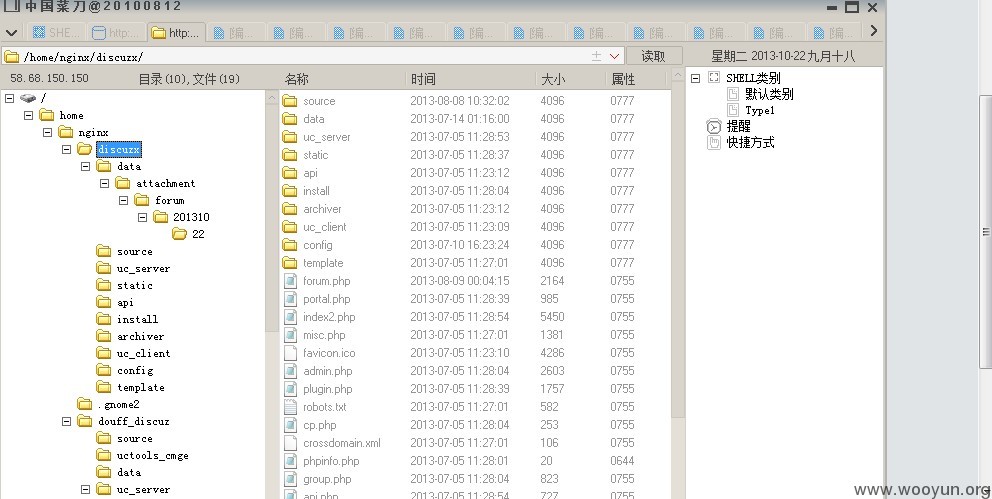 中国菜刀@20100812
SHE...
http:...
http:...
/home/nginx/discuzx/
读取
星期二 2013-10-22 九月十八
58.68.150.150
目录(10),文件(19)
名称 时间 大小 属性
/
home
nginx
discuzx
data
attachment
forum
201310
22
source
uc_server
static
api
install
archiver
uc_client
config
template
.gnome2
douff_discuz
source
uctools_cmge
data
uc_server
source 2013-08-08 10:32:02 4096 0777
data 2013-07-14 01:16:00 4096 0777
uc_server 2013-07-05 11:28:53 4096 0777
static 2013-07-05 11:28:37 4096 0777
api 2013-07-05 11:23:12 4096 0777
install 2013-07-05 11:28:04 4096 0777
archiver 2013-07-05 11:23:12 4096 0777
uc_client 2013-07-05 11:23:09 4096 0777
config 2013-07-10 16:23:24 4096 0777
template 2013-07-05 11:27:01 4096 0777
forum.php 2013-08-09 00:04:15 2164 0755
portal.php 2013-07-05 11:28:39 985 0755
index2.php 2013-07-05 11:28:54 5450 0755
misc.php 2013-07-05 11:27:01 1381 0755
favicon.ico 2013-07-05 11:23:10 4286 0755
admin.php 2013-07-05 11:28:04 2603 0755
plugin.php 2013-07-05 11:28:39 1757 0755
robots.txt 2013-07-05 11:27:01 582 0755
cp.php 2013-07-05 11:28:04 253 0755
crossdomain.xml 2013-07-05 11:27:01 106 0755
phpinfo.php 2013-07-05 11:28:01 20 0644
group.php 2013-07-05 11:28:04 823 0755
api.php 2013-07-05 11:28:54 727 0755
SHELL类别
默认类别
Type1
提醒
快捷方式
www.wooyun.org